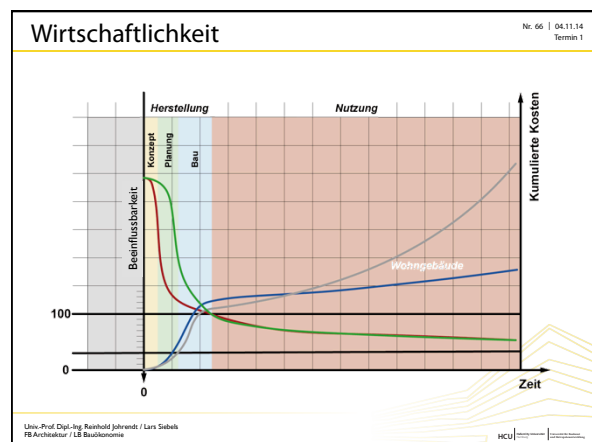 Wirtschaftlichkeit
Nr. 66 | 04.11.14
Termin 1
Herstellung
Nutzung
Konzept
Planung
Bau
Beeinflussbarkeit
Kumulierte Kosten
Wohngebäude
100
0
0
Zeit
Univ.-Prof. Dipl.-Ing. Reinhold Johrendt / Lars Siebels
FB Architektur / LB Bauökonomie
HCU